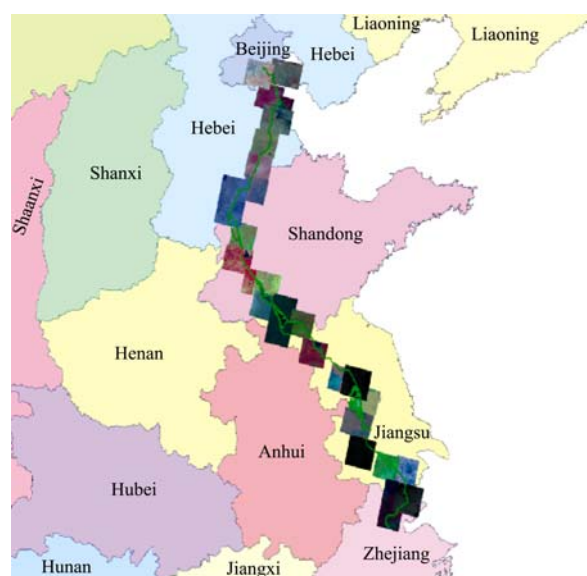 Liaoning
Liaoning
Beijing
Hebei
Hebei
Shanxi
Shaanxi
Shandong
Henan
Jiangsu
Anhui
Hubei
Zhejiang
Hunan
Jiangxi